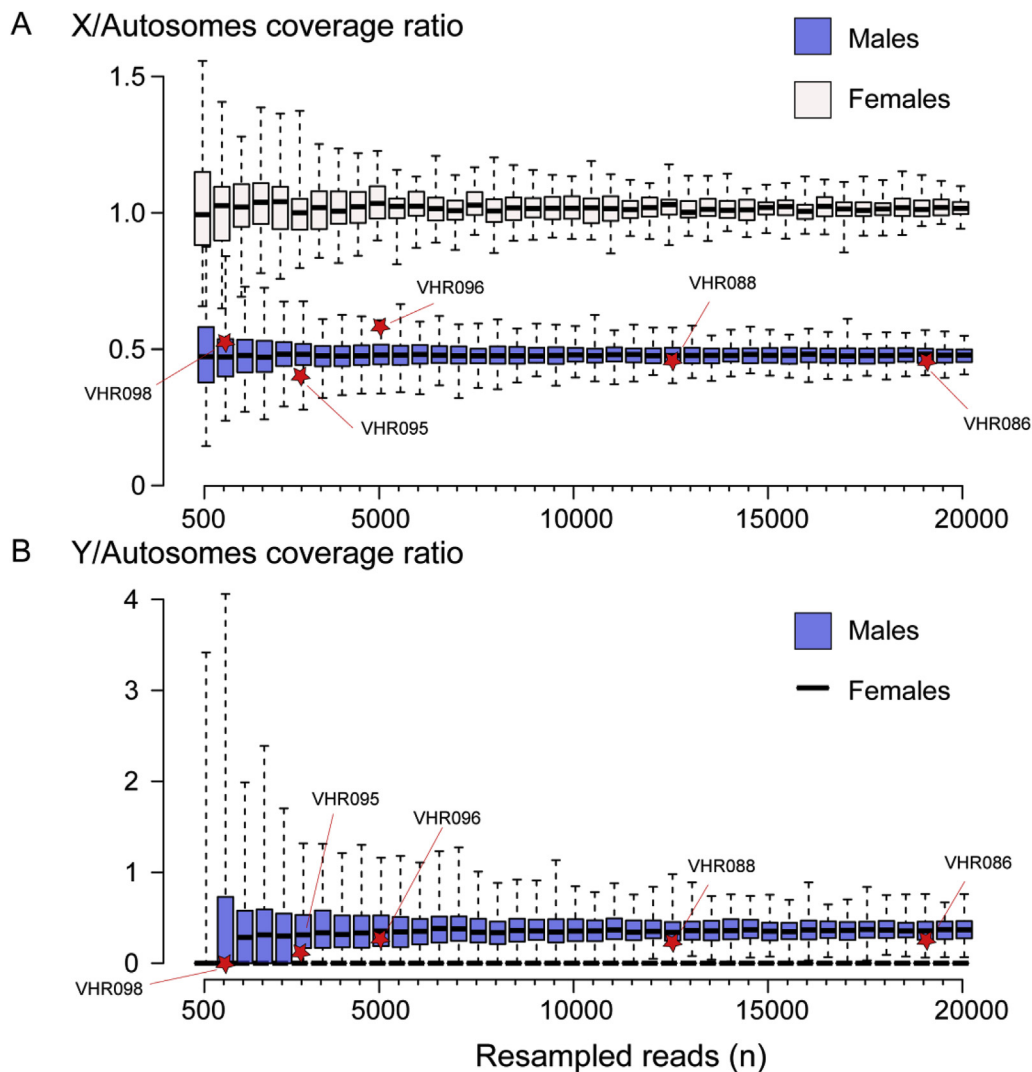 A X/Autosomes coverage ratio
Males
Females
1.5
1.0
0.5
0
VHR096
VHR088
VHR098
VHR095
VHR086
500 5000 10000 15000 20000
B Y/Autosomes coverage ratio
Males
Females
4
3
2
1
0
VHR095
VHR096
VHR088
VHR086
VHR098
500 5000 10000 15000 20000
Resampled reads (n)